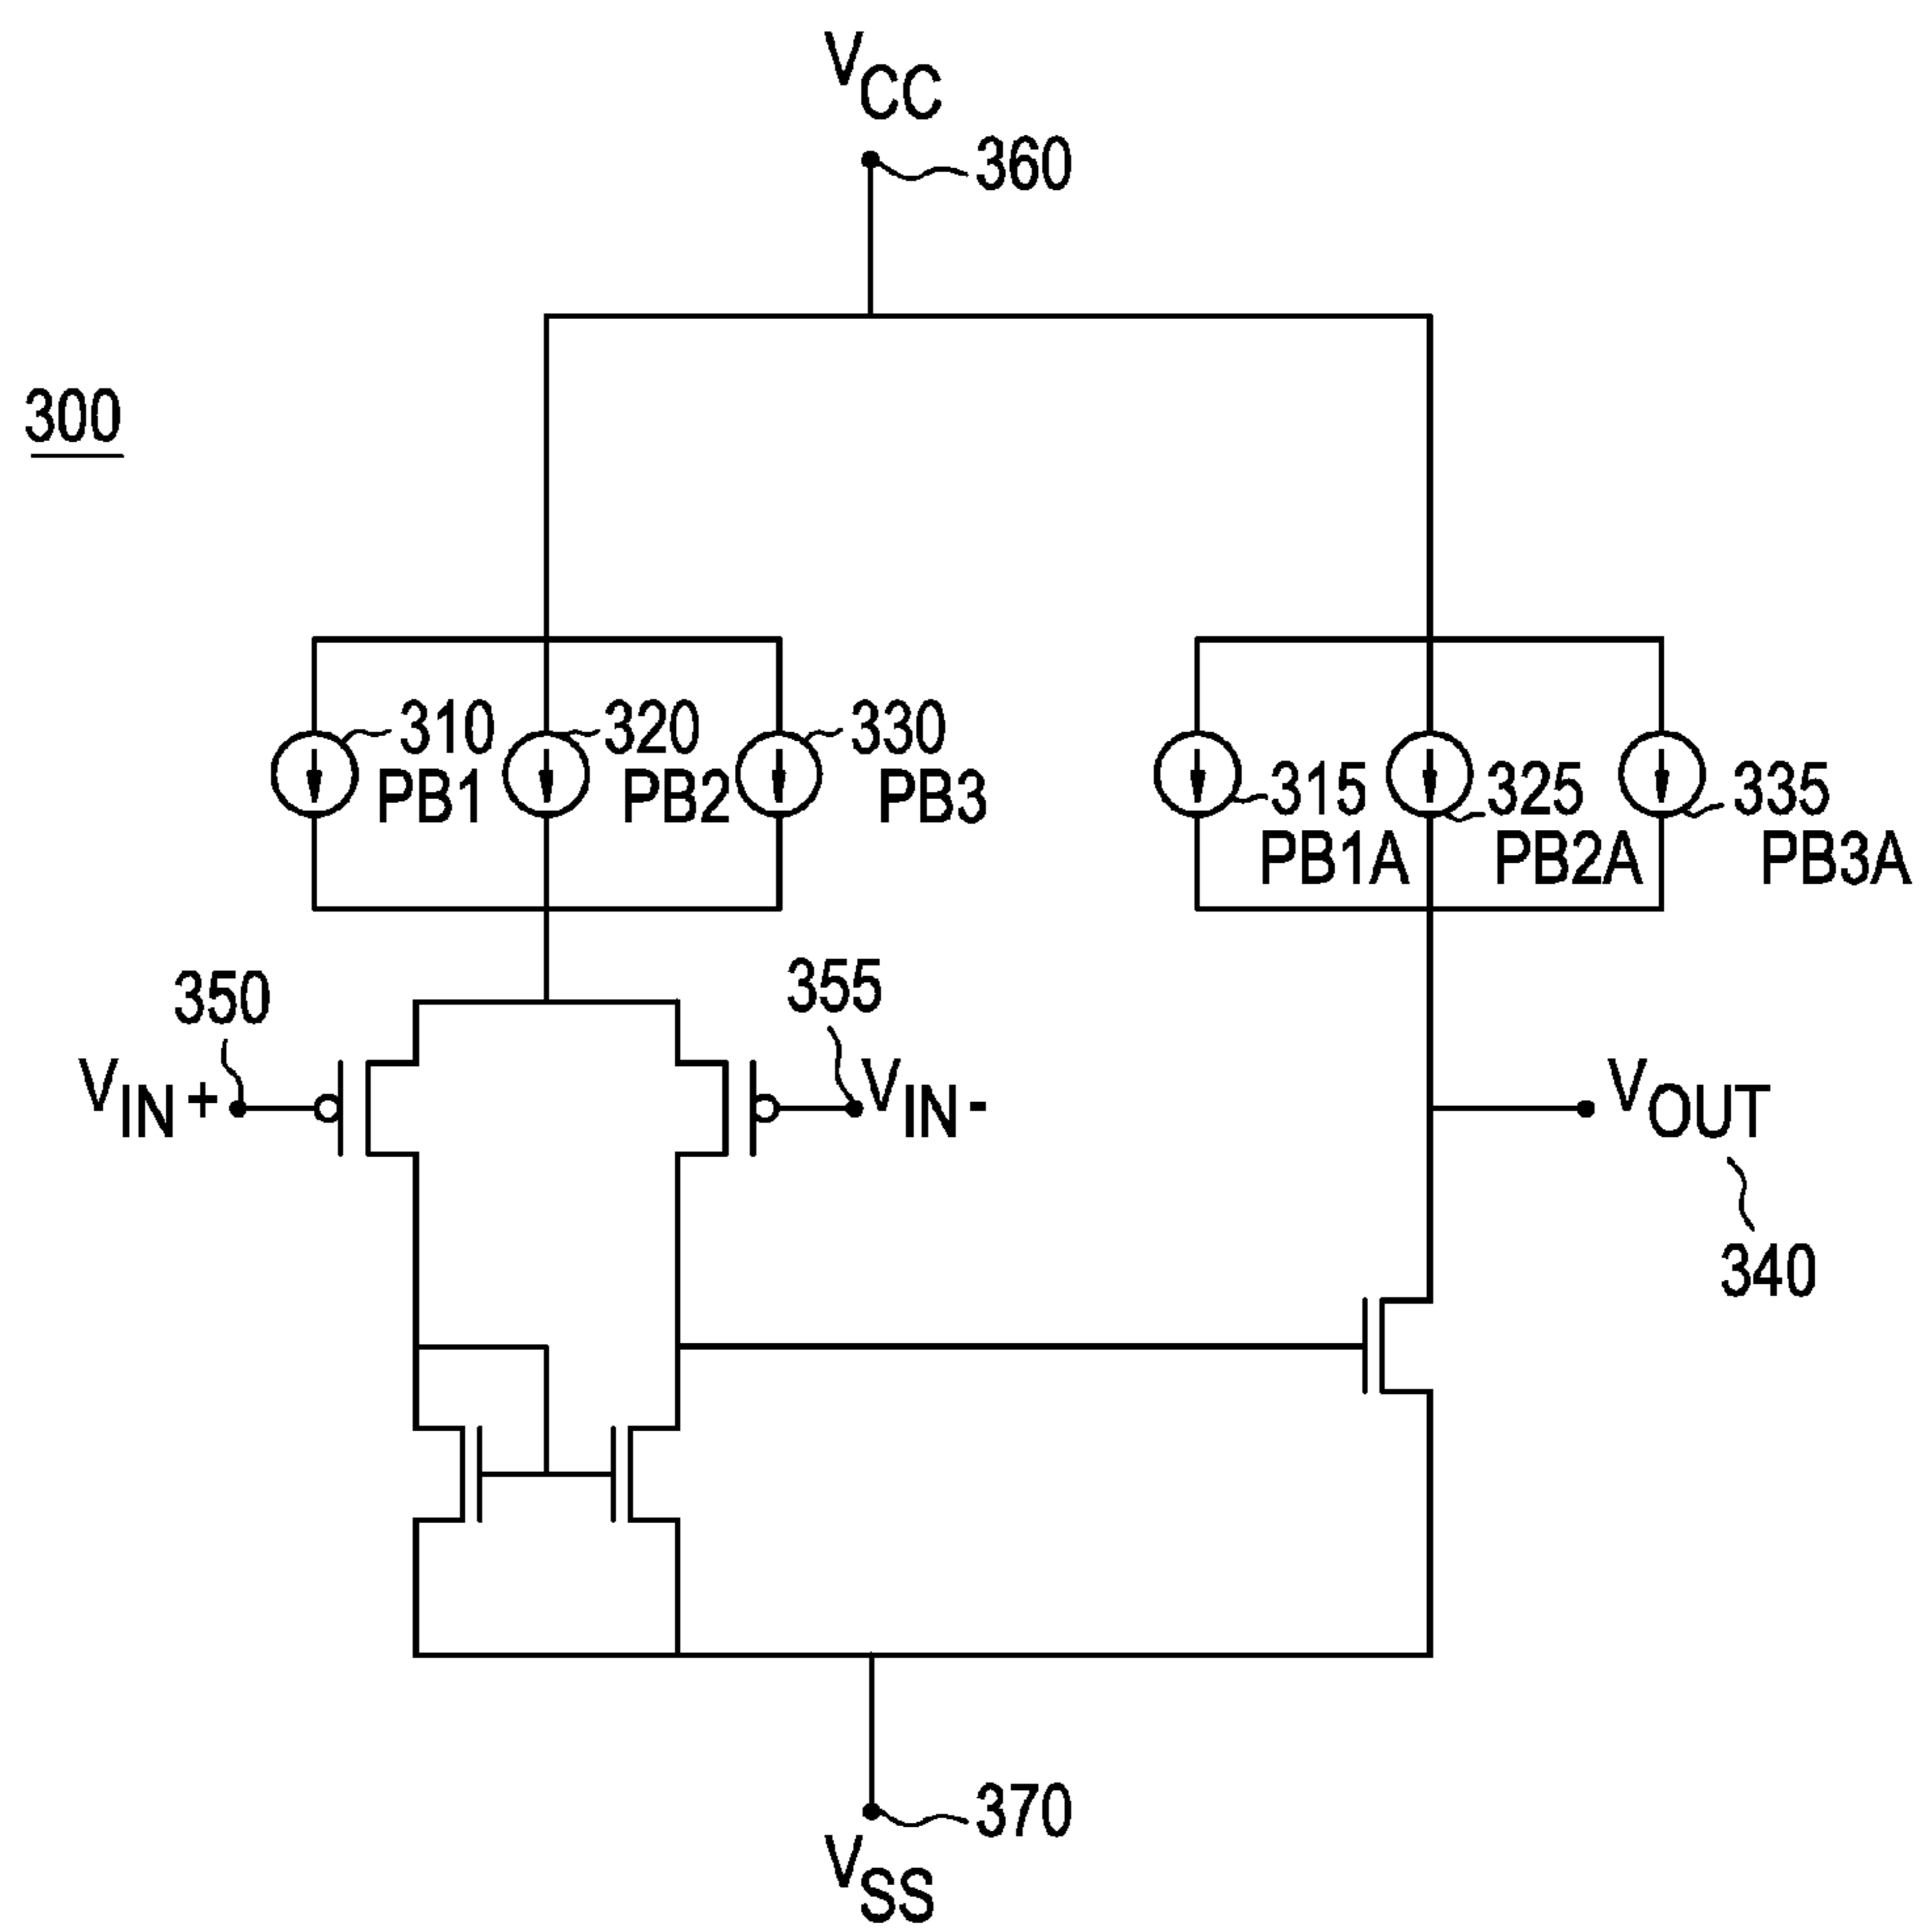 VCC
360
300
310
PB1
320
PB2
330
PB3
315
PB1A
325
PB2A
335
PB3A
350
VIN+
355
VIN-
VOUT
340
370
VSS